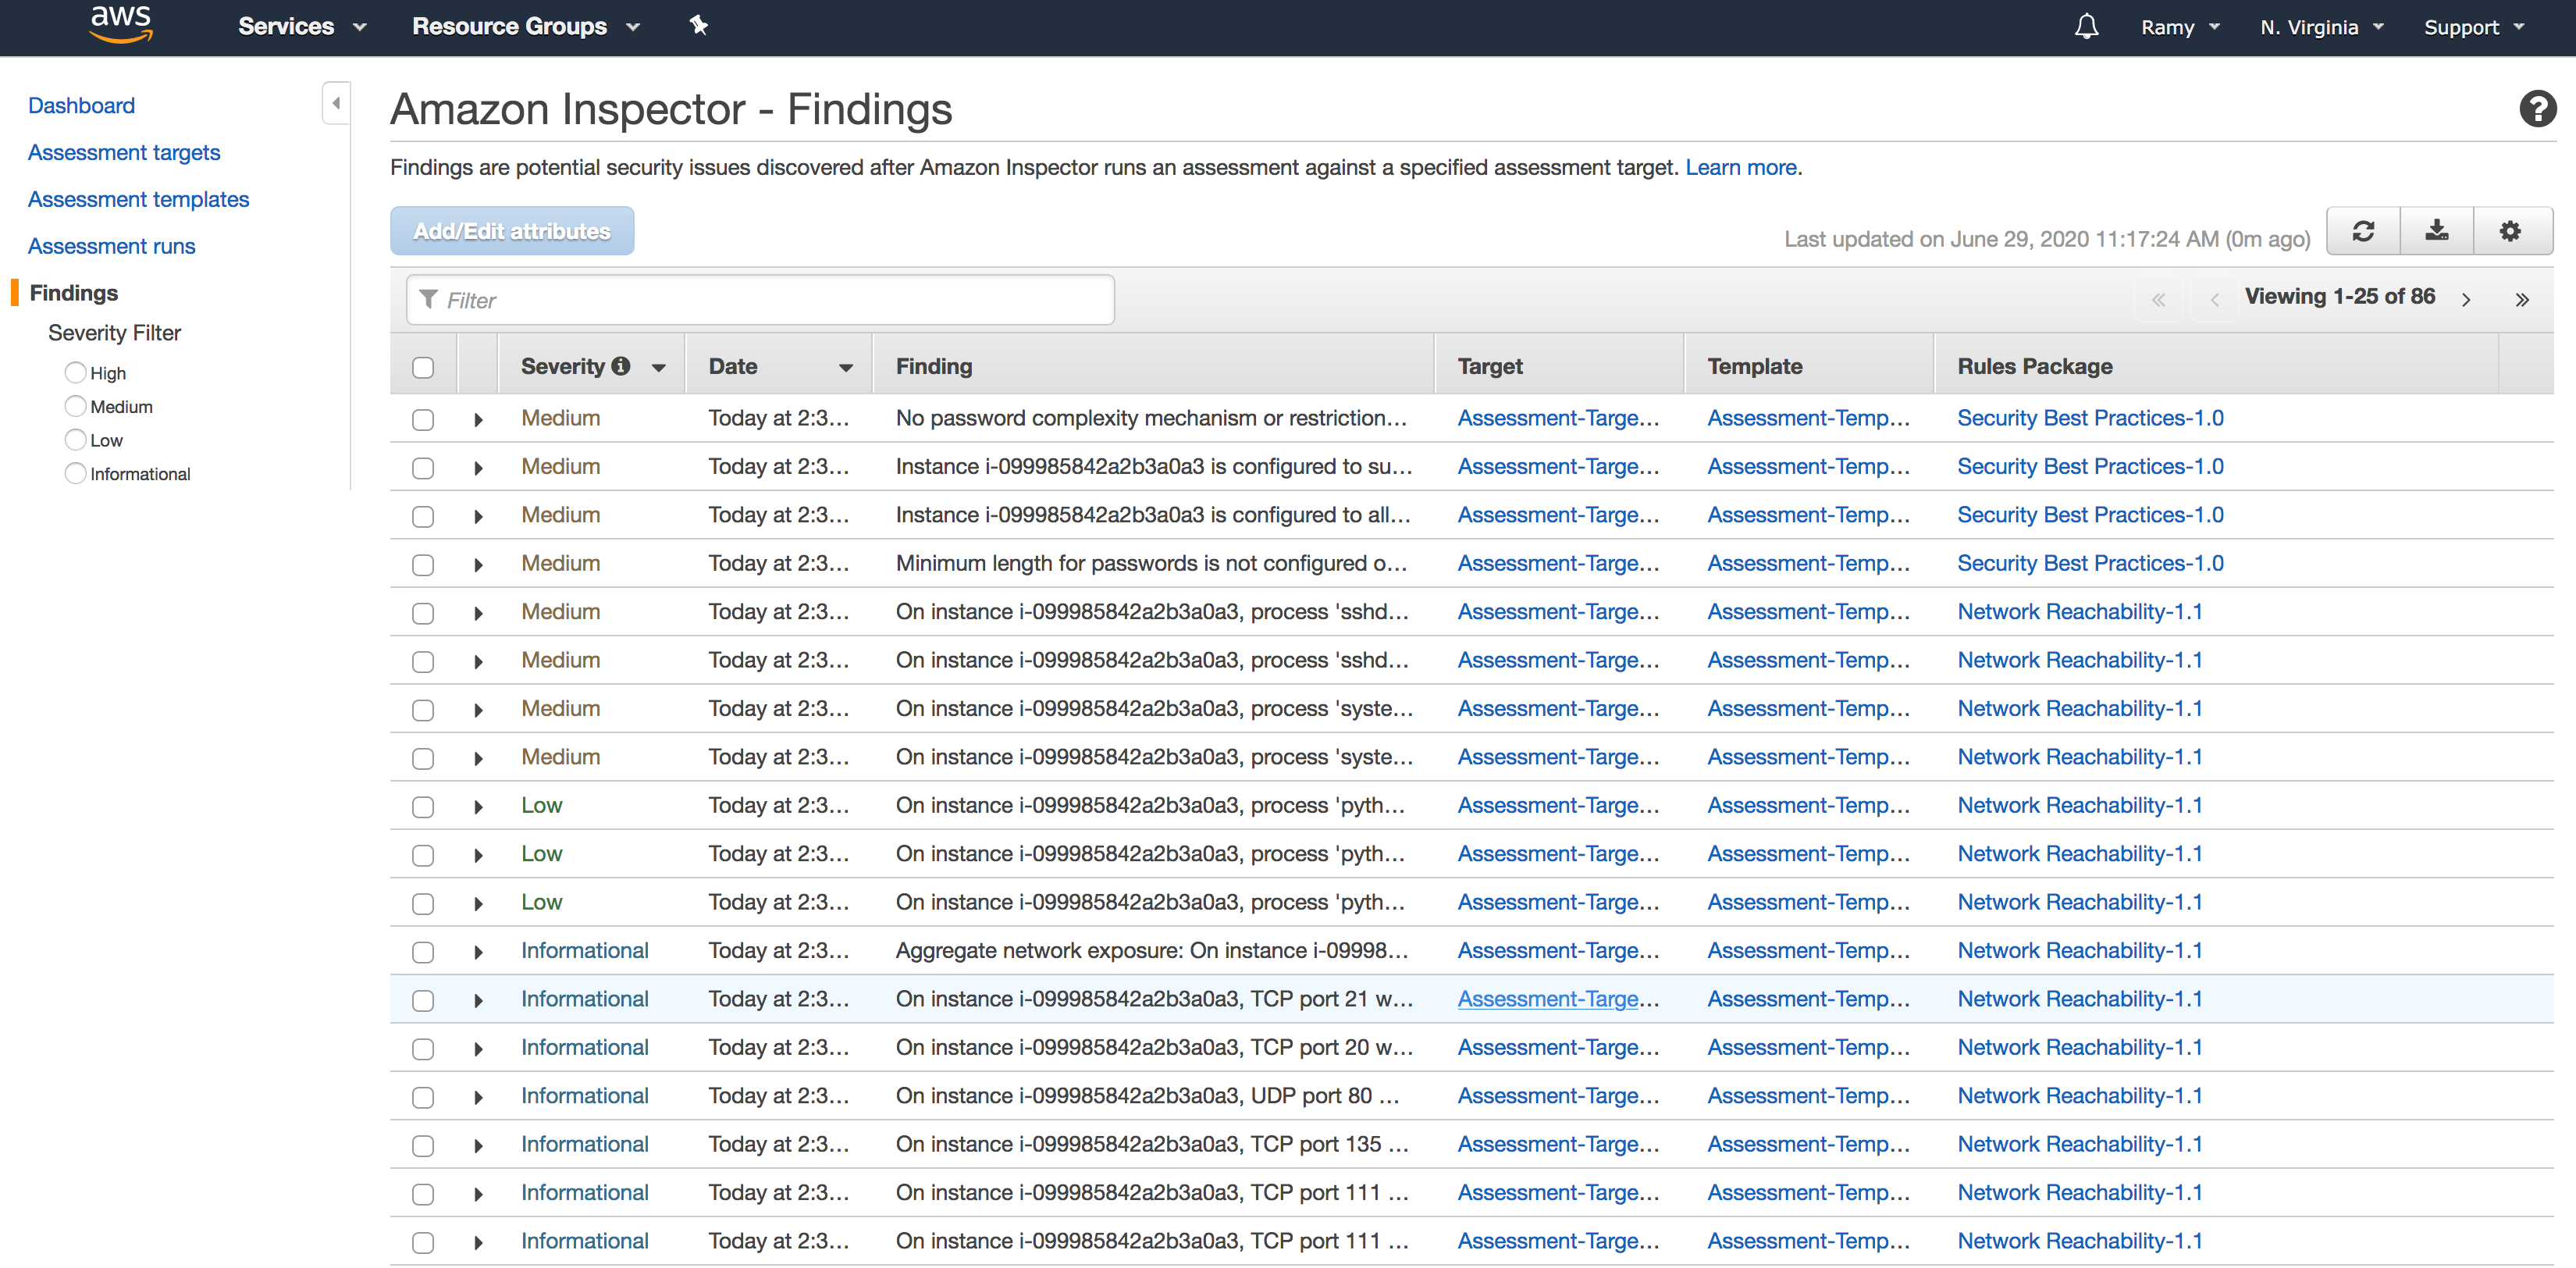 aws Services Resource Groups Ramy N. Virginia Support
Dashboard
Assessment targets
Assessment templates
Assessment runs
Findings
Severity Filter
High
Medium
Low
Informational
Amazon Inspector - Findings
Findings are potential security issues discovered after Amazon Inspector runs an assessment against a specified assessment target. Learn more.
Add/Edit attributes
Last updated on June 29, 2020 11:17:24 AM (0m ago)
Filter
Viewing 1-25 of 86
Severity Date Finding Target Template Rules Package
Medium Today at 2:3... No password complexity mechanism or restriction... Assessment-Targe... Assessment-Temp... Security Best Practices-1.0
Medium Today at 2:3... Instance i-099985842a2b3a0a3 is configured to su... Assessment-Targe... Assessment-Temp... Security Best Practices-1.0
Medium Today at 2:3... Instance i-099985842a2b3a0a3 is configured to all... Assessment-Targe... Assessment-Temp... Security Best Practices-1.0
Medium Today at 2:3... Minimum length for passwords is not configured o... Assessment-Targe... Assessment-Temp... Security Best Practices-1.0
Medium Today at 2:3... On instance i-099985842a2b3a0a3, process 'sshd... Assessment-Targe... Assessment-Temp... Network Reachability-1.1
Medium Today at 2:3... On instance i-099985842a2b3a0a3, process 'sshd... Assessment-Targe... Assessment-Temp... Network Reachability-1.1
Medium Today at 2:3... On instance i-099985842a2b3a0a3, process 'syste... Assessment-Targe... Assessment-Temp... Network Reachability-1.1
Medium Today at 2:3... On instance i-099985842a2b3a0a3, process 'syste... Assessment-Targe... Assessment-Temp... Network Reachability-1.1
Low Today at 2:3... On instance i-099985842a2b3a0a3, process 'pyth... Assessment-Targe... Assessment-Temp... Network Reachability-1.1
Low Today at 2:3... On instance i-099985842a2b3a0a3, process 'pyth... Assessment-Targe... Assessment-Temp... Network Reachability-1.1
Low Today at 2:3... On instance i-099985842a2b3a0a3, process 'pyth... Assessment-Targe... Assessment-Temp... Network Reachability-1.1
Informational Today at 2:3... Aggregate network exposure: On instance i-09998... Assessment-Targe... Assessment-Temp... Network Reachability-1.1
Informational Today at 2:3... On instance i-099985842a2b3a0a3, TCP port 21 w... Assessment-Targe... Assessment-Temp... Network Reachability-1.1
Informational Today at 2:3... On instance i-099985842a2b3a0a3, TCP port 20 w... Assessment-Targe... Assessment-Temp... Network Reachability-1.1
Informational Today at 2:3... On instance i-099985842a2b3a0a3, UDP port 80 ... Assessment-Targe... Assessment-Temp... Network Reachability-1.1
Informational Today at 2:3... On instance i-099985842a2b3a0a3, TCP port 135 ... Assessment-Targe... Assessment-Temp... Network Reachability-1.1
Informational Today at 2:3... On instance i-099985842a2b3a0a3, TCP port 111 ... Assessment-Targe... Assessment-Temp... Network Reachability-1.1
Informational Today at 2:3... On instance i-099985842a2b3a0a3, TCP port 111 ... Assessment-Targe... Assessment-Temp... Network Reachability-1.1